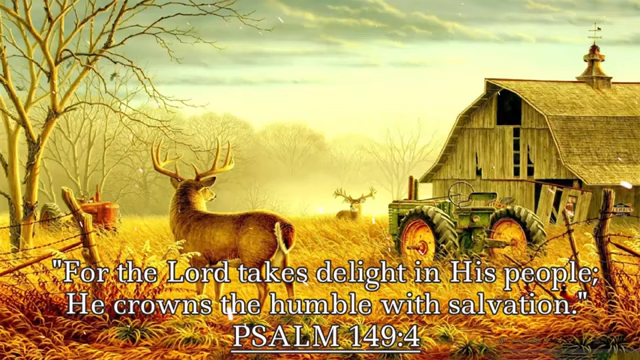 "For the Lord takes delight in His people;
He crowns the humble with salvation."
PSALM 149:4